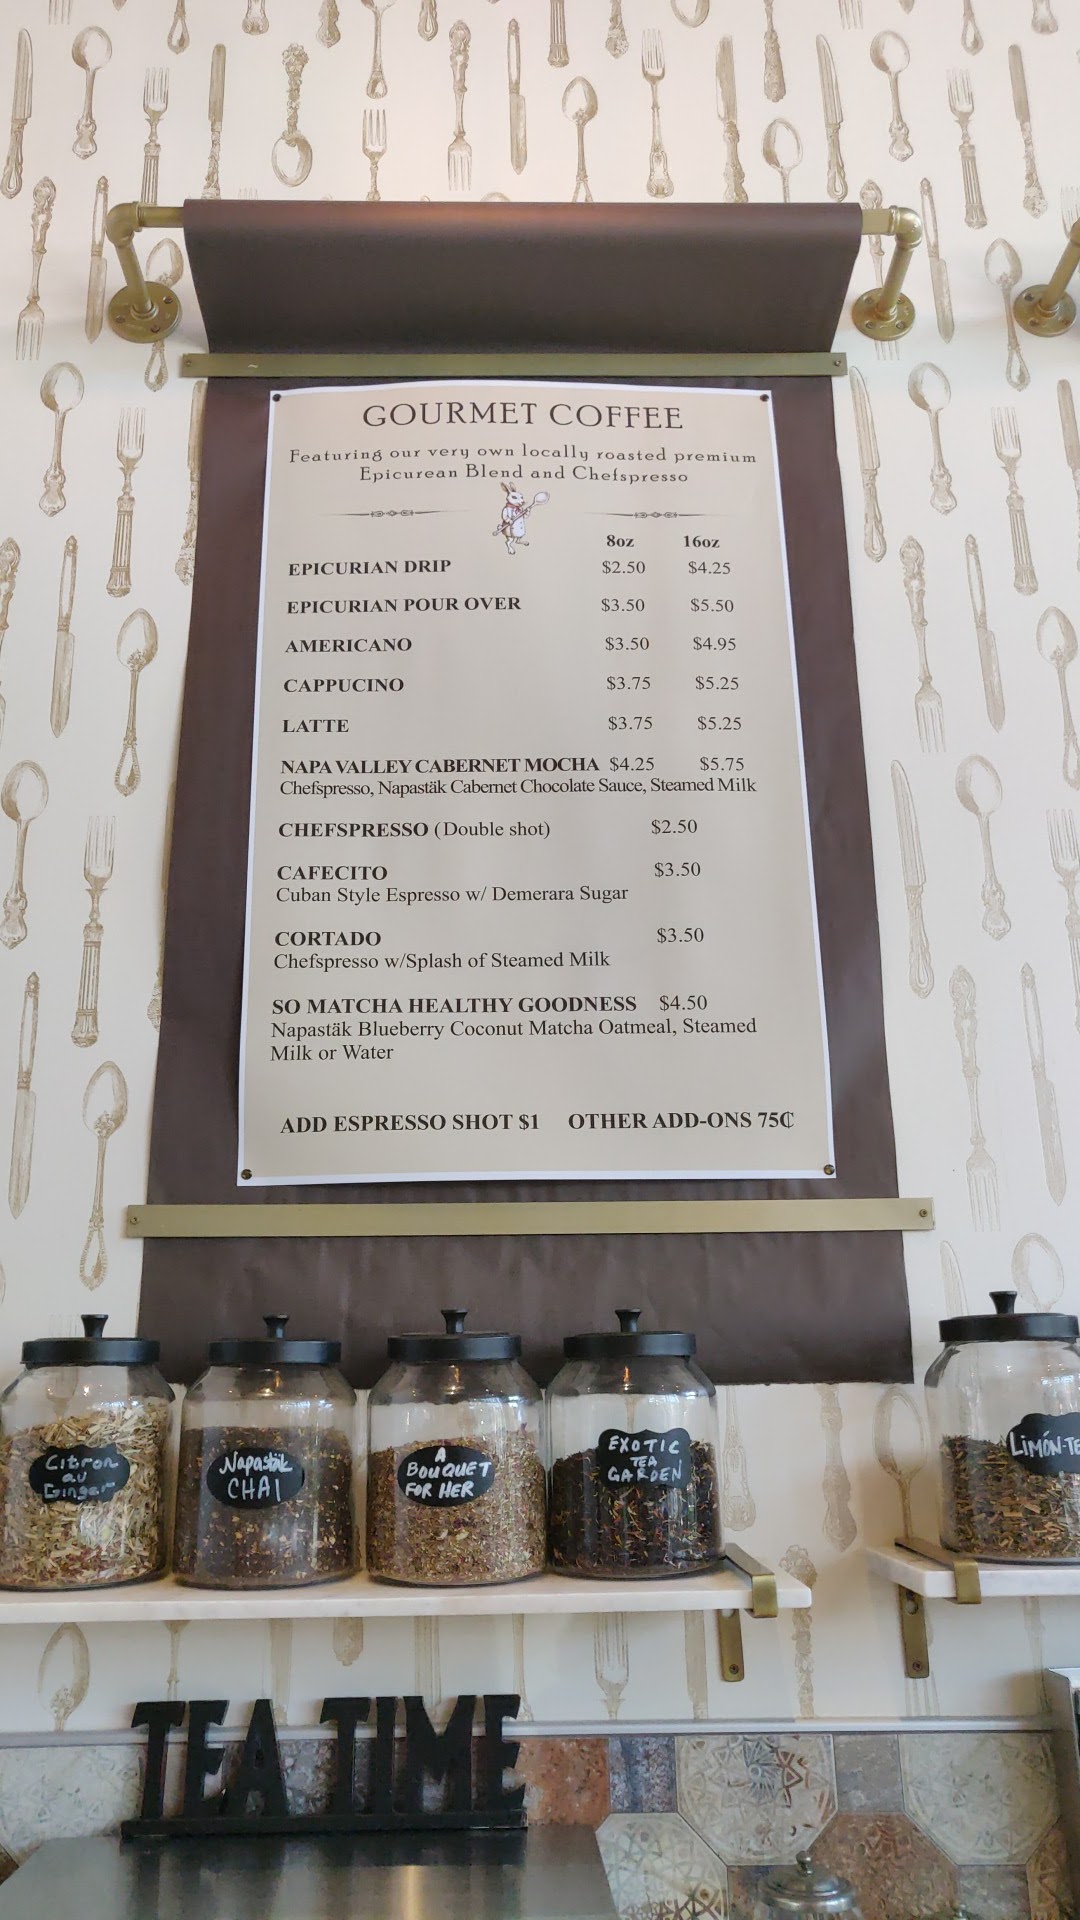 GOURMET COFFEE
Featuring our very own locally roasted premium
Epicurean Blend and Chefspresso
8oz 16oz
EPICURIAN DRIP $2.50 $4.25
EPICURIAN POUR OVER $3.50 $5.50
AMERICANO $3.50 $4.95
CAPPUCINO $3.75 $5.25
LATTE $3.75 $5.25
NAPA VALLEY CABERNET MOCHA $4.25 $5.75
Chefspresso, Napastäk Cabernet Chocolate Sauce, Steamed Milk
CHEFSPRESSO (Double shot) $2.50
CAFECITO $3.50
Cuban Style Espresso w/ Demerara Sugar
CORTADO $3.50
Chefspresso w/Splash of Steamed Milk
SO MATCHA HEALTHY GOODNESS $4.50
Napastäk Blueberry Coconut Matcha Oatmeal, Steamed
Milk or Water
ADD ESPRESSO SHOT $1 OTHER ADD-ONS 75₵
Citron
au
Ginger
Napastäk
CHAI
A
BOUQUET
FOR HER
EXOTIC
TEA
GARDEN
LIMÓN-TE
TEA TIME